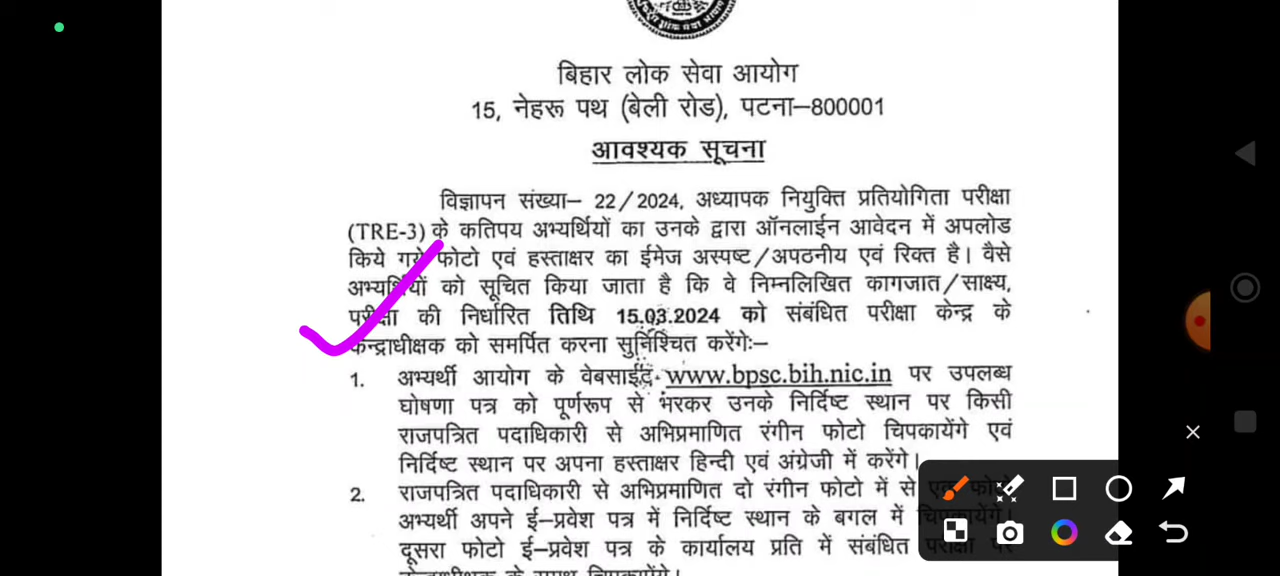 बिहार लोक सेवा आयोग
15, नेहरू पथ (बेली रोड), पटना–800001
आवश्यक सूचना
विज्ञापन संख्या– 22/2024, अध्यापक नियुक्ति प्रतियोगिता परीक्षा
(TRE-3) के कतिपय अभ्यर्थियों का उनके द्वारा ऑनलाईन आवेदन में अपलोड
किये गये फोटो एवं हस्ताक्षर का ईमेज अस्पष्ट/अपठनीय एवं रिक्त है। वैसे
अभ्यर्थियों को सूचित किया जाता है कि वे निम्नलिखित कागजात/साक्ष्य,
परीक्षा की निर्धारित तिथि 15.03.2024 को संबंधित परीक्षा केन्द्र के
केन्द्राधीक्षक को समर्पित करना सुनिश्चित करेंगेः–
1. अभ्यर्थी आयोग के वेबसाईट www.bpsc.bih.nic.in पर उपलब्ध
घोषणा पत्र को पूर्णरूप से भरकर उनके निर्दिष्ट स्थान पर किसी
राजपत्रित पदाधिकारी से अभिप्रमाणित रंगीन फोटो चिपकायेंगे एवं
निर्दिष्ट स्थान पर अपना हस्ताक्षर हिन्दी एवं अंग्रेजी में करेंगे।
2. राजपत्रित पदाधिकारी से अभिप्रमाणित दो रंगीन फोटो में से एक फोटो
अभ्यर्थी अपने ई–प्रवेश पत्र में निर्दिष्ट स्थान के बगल में चिपकायेंगे।
दूसरा फोटो ई–प्रवेश पत्र के कार्यालय प्रति में संबंधित परीक्षा पर